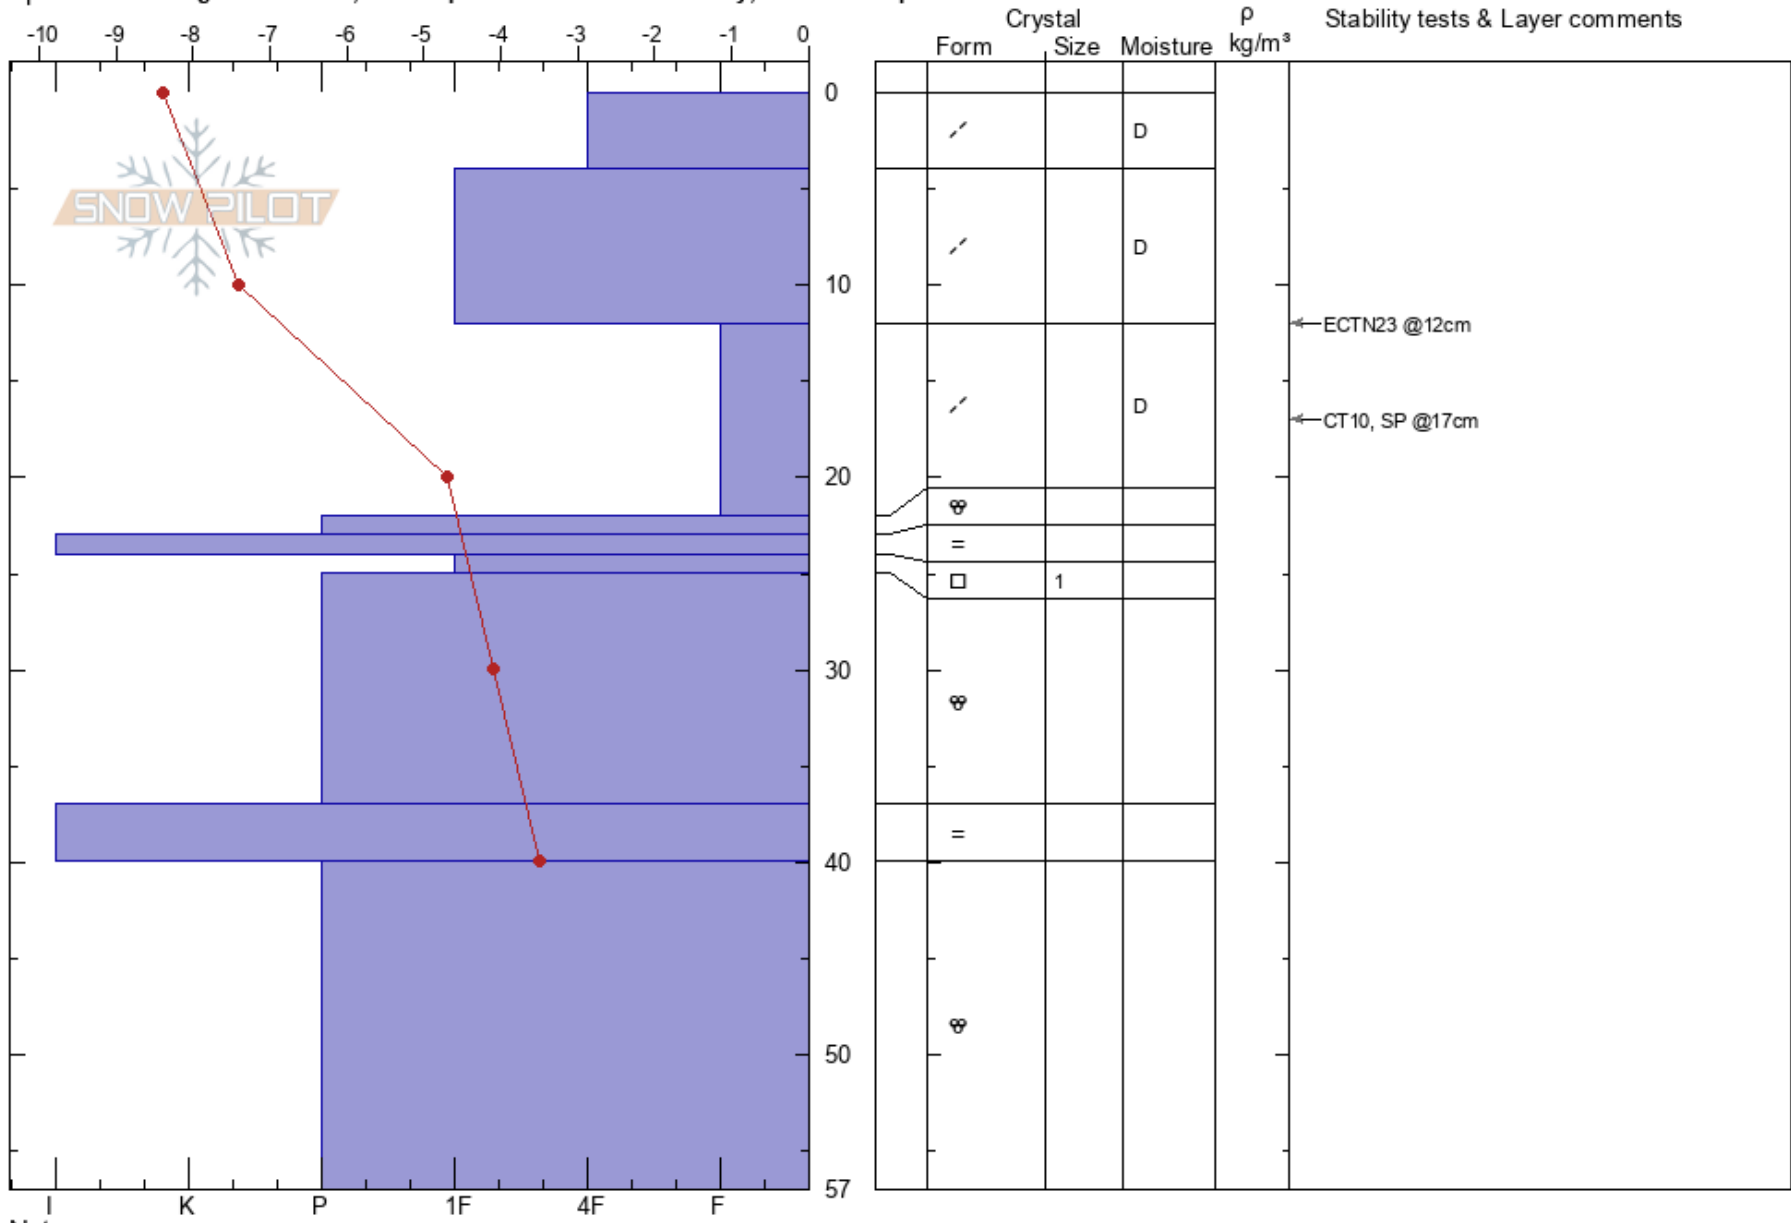 Crystal ρ Stability tests & Layer comments
-10 -9 -8 -7 -6 -5 -4 -3 -2 -1 0 Form Size Moisture kg/m³
0
D
SNOW PILOT
D
10
ECTN23 @12cm
D
CT10, SP @17cm
20
=
1
30
=
40
50
57
I K P 1F 4F F